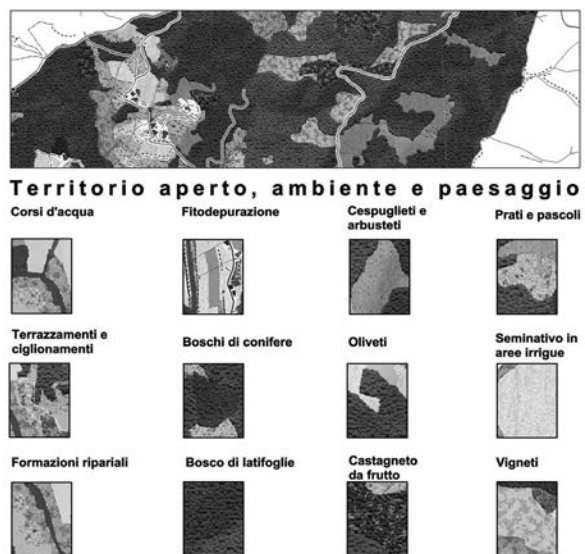 Territorio aperto, ambiente e paesaggio
Corsi d'acqua
Fitodepurazione
Cespuglieti e
arbusteti
Prati e pascoli
Terrazzamenti e
ciglionamenti
Boschi di conifere
Oliveti
Seminativo in
aree irrigue
Formazioni ripariali
Bosco di latifoglie
Castagneto
da frutto
Vigneti